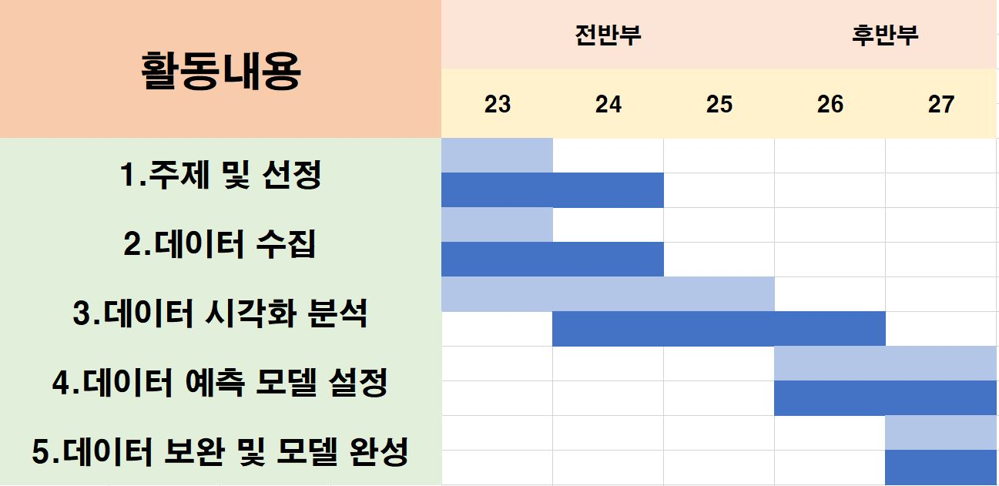 활동내용
전반부 후반부
23 24 25 26 27
1.주제 및 선정
2.데이터 수집
3.데이터 시각화 분석
4.데이터 예측 모델 설정
5.데이터 보완 및 모델 완성